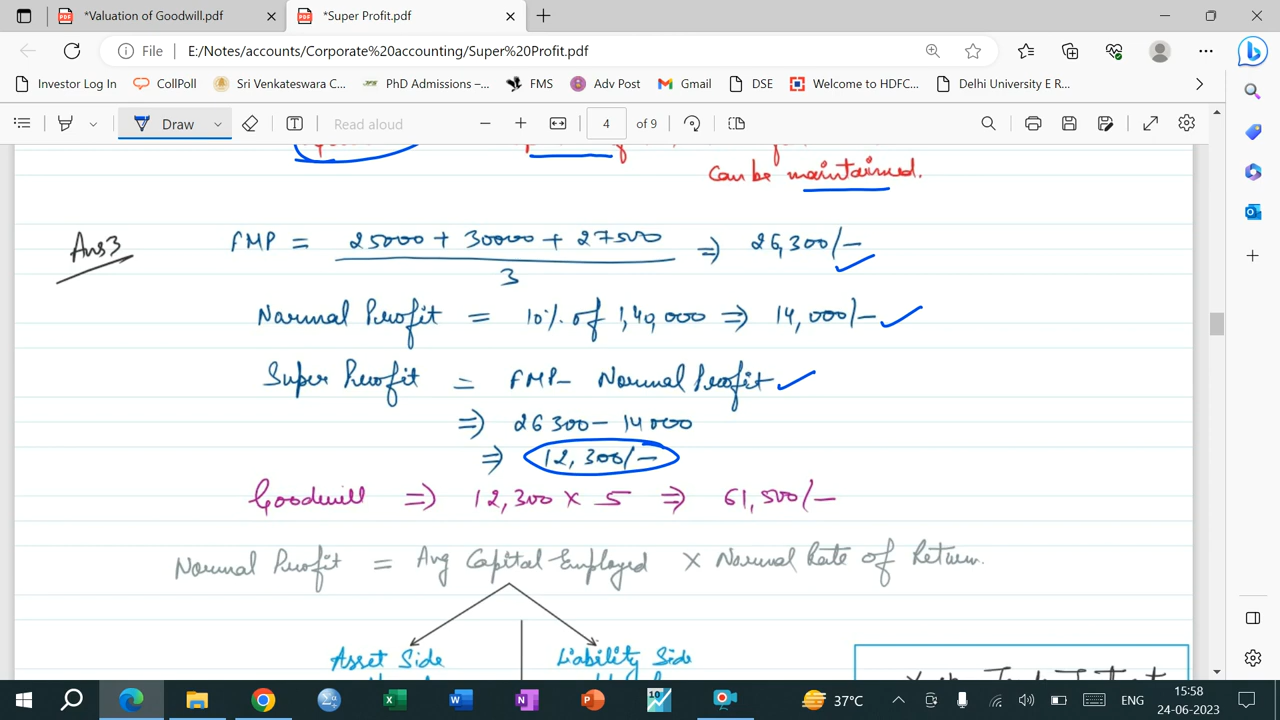 *Valuation of Goodwill.pdf
*Super Profit.pdf
File E:/Notes/accounts/Corporate%20accounting/Super%20Profit.pdf
Investor Log In CollPoll Sri Venkateswara C... PhD Admissions –... FMS Adv Post Gmail DSE Welcome to HDFC... Delhi University E R...
Draw Read aloud 4 of 9
can be maintained.
Ans3 FMP = 25000 + 30000 + 27500 ⇒ 26,300/-
3
Normal Profit = 10% of 1,40,000 ⇒ 14,000/-
Super Profit = FMP - Normal Profit
⇒ 26300 - 14000
⇒ 12,300/-
Goodwill ⇒ 12,300 × 5 ⇒ 61,500/-
Normal Profit = Avg Capital Employed × Normal Rate of Return.
Asset Side Liability Side
37°C ENG 15:58
24-06-2023